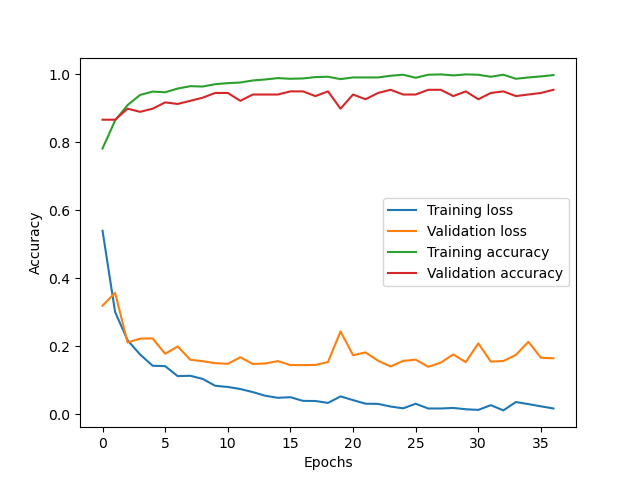 1.0
0.8
0.6
0.4
0.2
0.0
Accuracy
Training loss
Validation loss
Training accuracy
Validation accuracy
0 5 10 15 20 25 30 35
Epochs